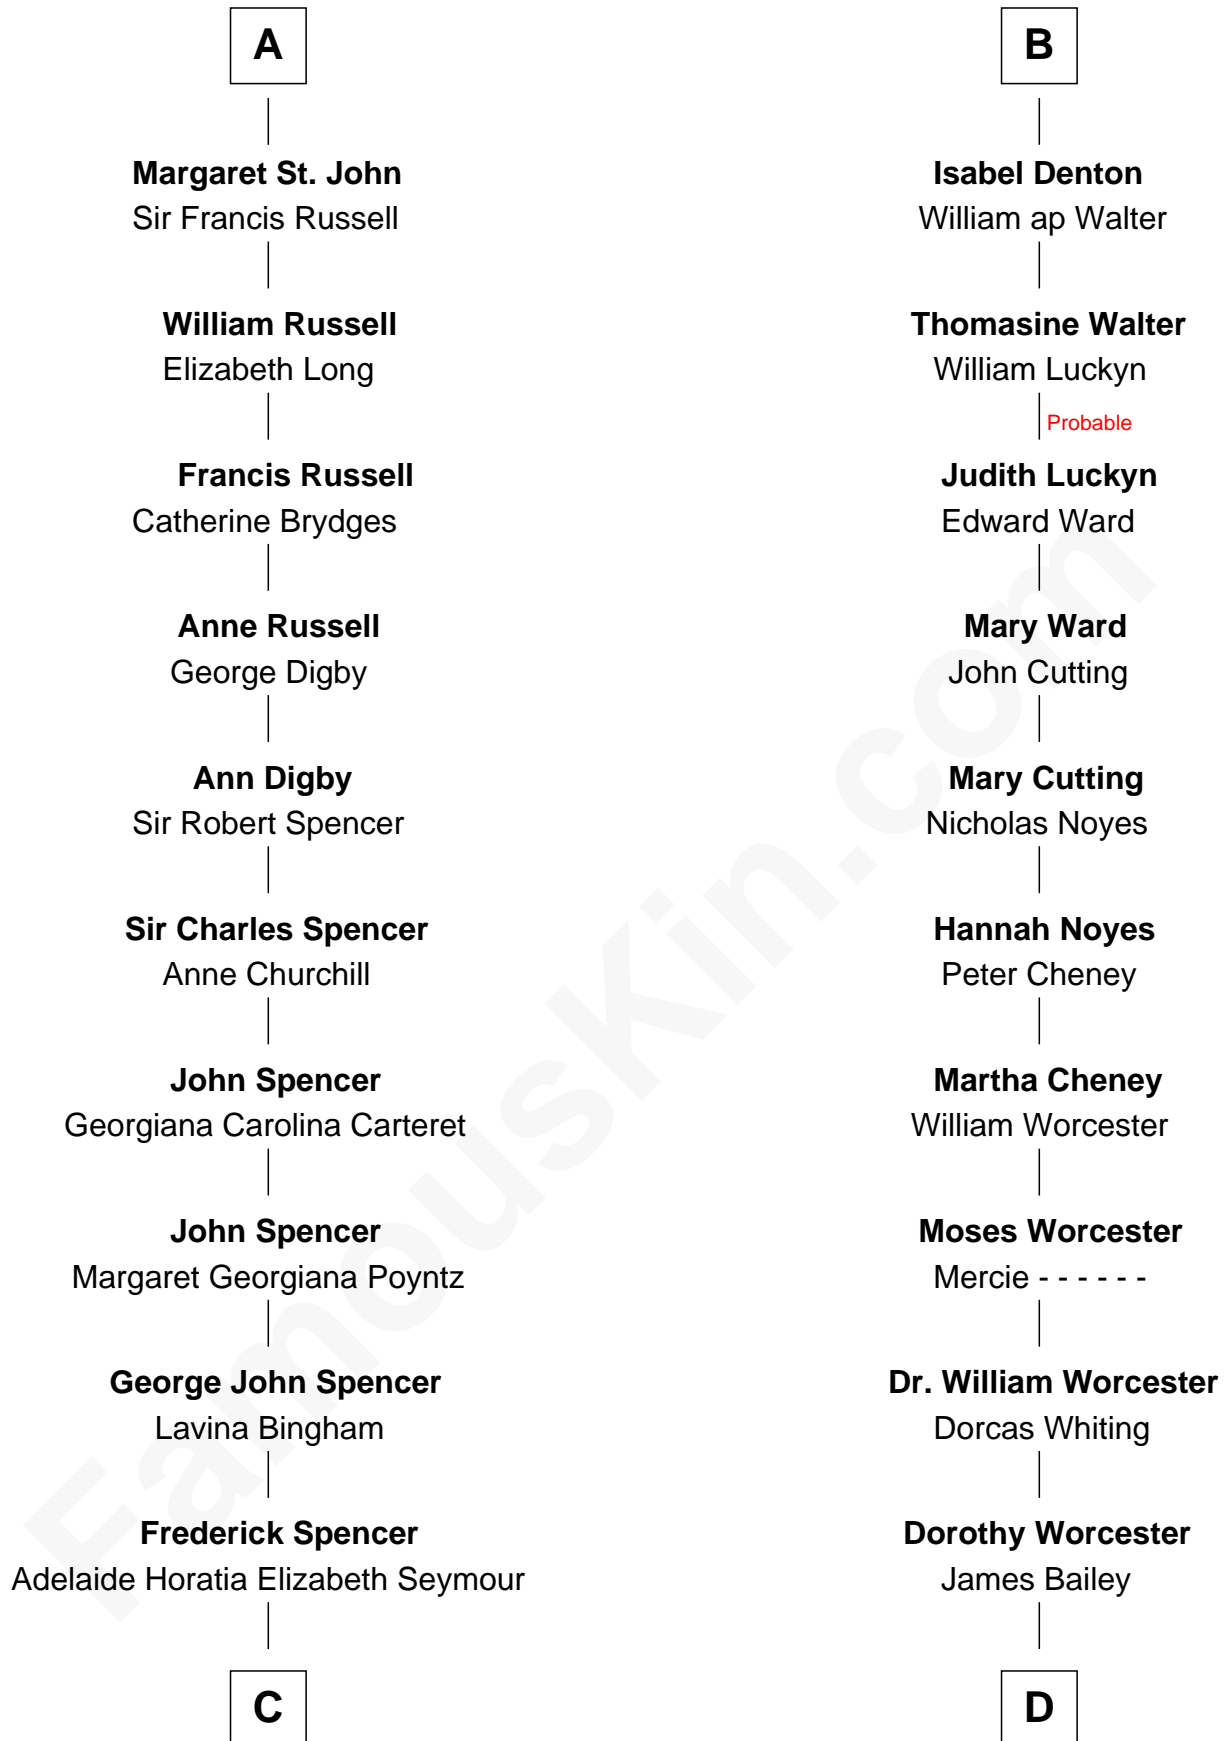 A
Margaret St. John
Sir Francis Russell
William Russell
Elizabeth Long
Francis Russell
Catherine Brydges
Anne Russell
George Digby
Ann Digby
Sir Robert Spencer
Sir Charles Spencer
Anne Churchill
John Spencer
Georgiana Carolina Carteret
John Spencer
Margaret Georgiana Poyntz
George John Spencer
Lavina Bingham
Frederick Spencer
Adelaide Horatia Elizabeth Seymour
C
B
Isabel Denton
William ap Walter
Thomasine Walter
William Luckyn
Probable
Judith Luckyn
Edward Ward
Mary Ward
John Cutting
Mary Cutting
Nicholas Noyes
Hannah Noyes
Peter Cheney
Martha Cheney
William Worcester
Moses Worcester
Mercie - - - - - -
Dr. William Worcester
Dorcas Whiting
Dorothy Worcester
James Bailey
D
FamousKin.com